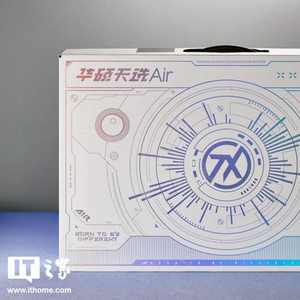 华硕天选Air
TX
AIR
BORN TO BE
DIFFERENT
IT之家
www.ithome.com